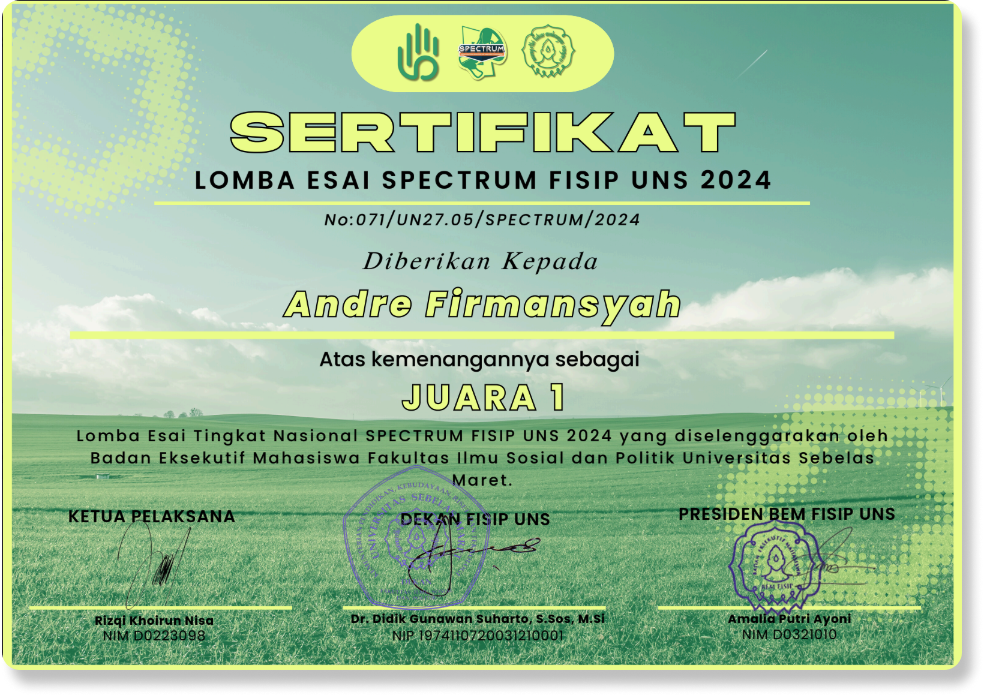 SPECTRUM
SERTIFIKAT
LOMBA ESAI SPECTRUM FISIP UNS 2024
No:071/UN27.05/SPECTRUM/2024
Diberikan Kepada
Andre Firmansyah
Atas kemenangannya sebagai
JUARA 1
Lomba Esai Tingkat Nasional SPECTRUM FISIP UNS 2024 yang diselenggarakan oleh
Badan Eksekutif Mahasiswa Fakultas Ilmu Sosial dan Politik Universitas Sebelas
Maret.
KETUA PELAKSANA
DEKAN FISIP UNS
PRESIDEN BEM FISIP UNS
Rizqi Khoirun Nisa
NIM D0223098
Dr. Didik Gunawan Suharto, S.Sos, M.Si
NIP 1974110720031210001
Amalia Putri Ayoni
NIM D0321010